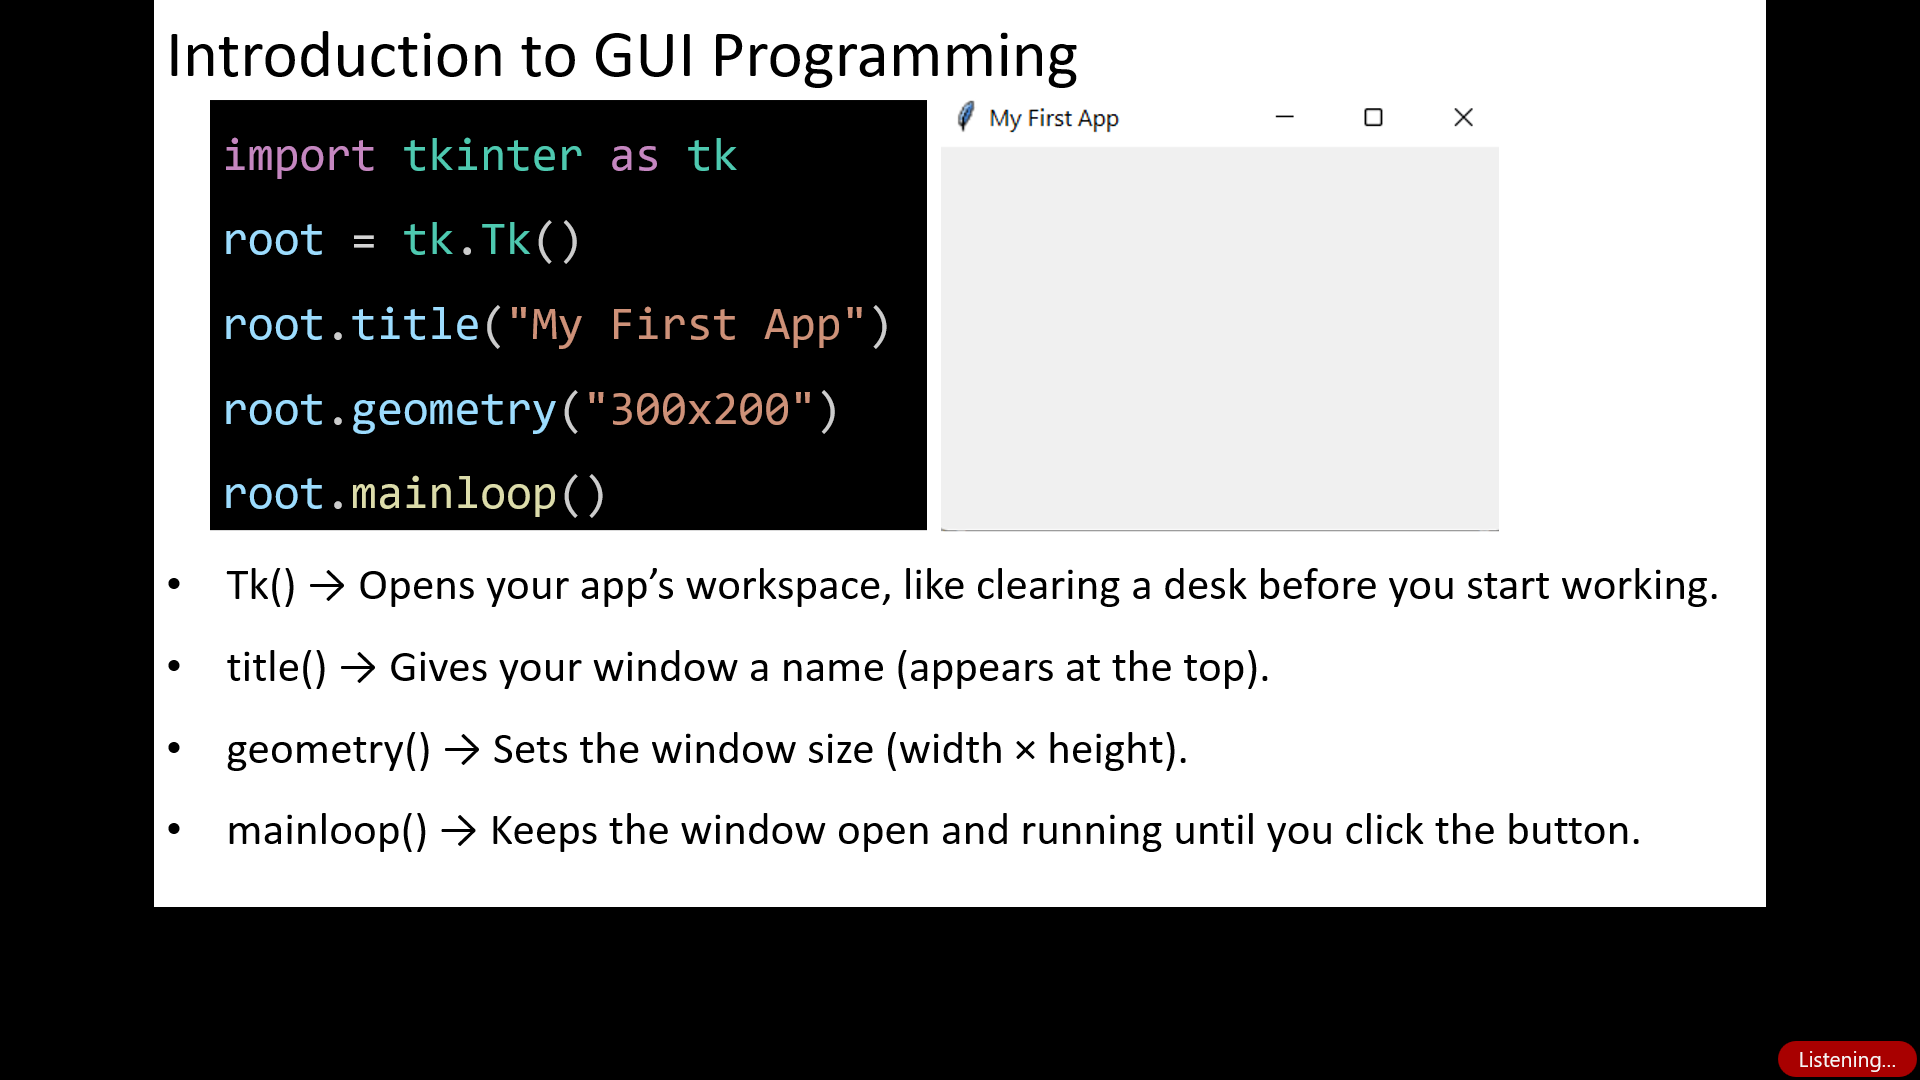 Introduction to GUI Programming
import tkinter as tk
root = tk.Tk()
root.title("My First App")
root.geometry("300x200")
root.mainloop()
My First App
• Tk() → Opens your app’s workspace, like clearing a desk before you start working.
• title() → Gives your window a name (appears at the top).
• geometry() → Sets the window size (width × height).
• mainloop() → Keeps the window open and running until you click the button.
Listening...